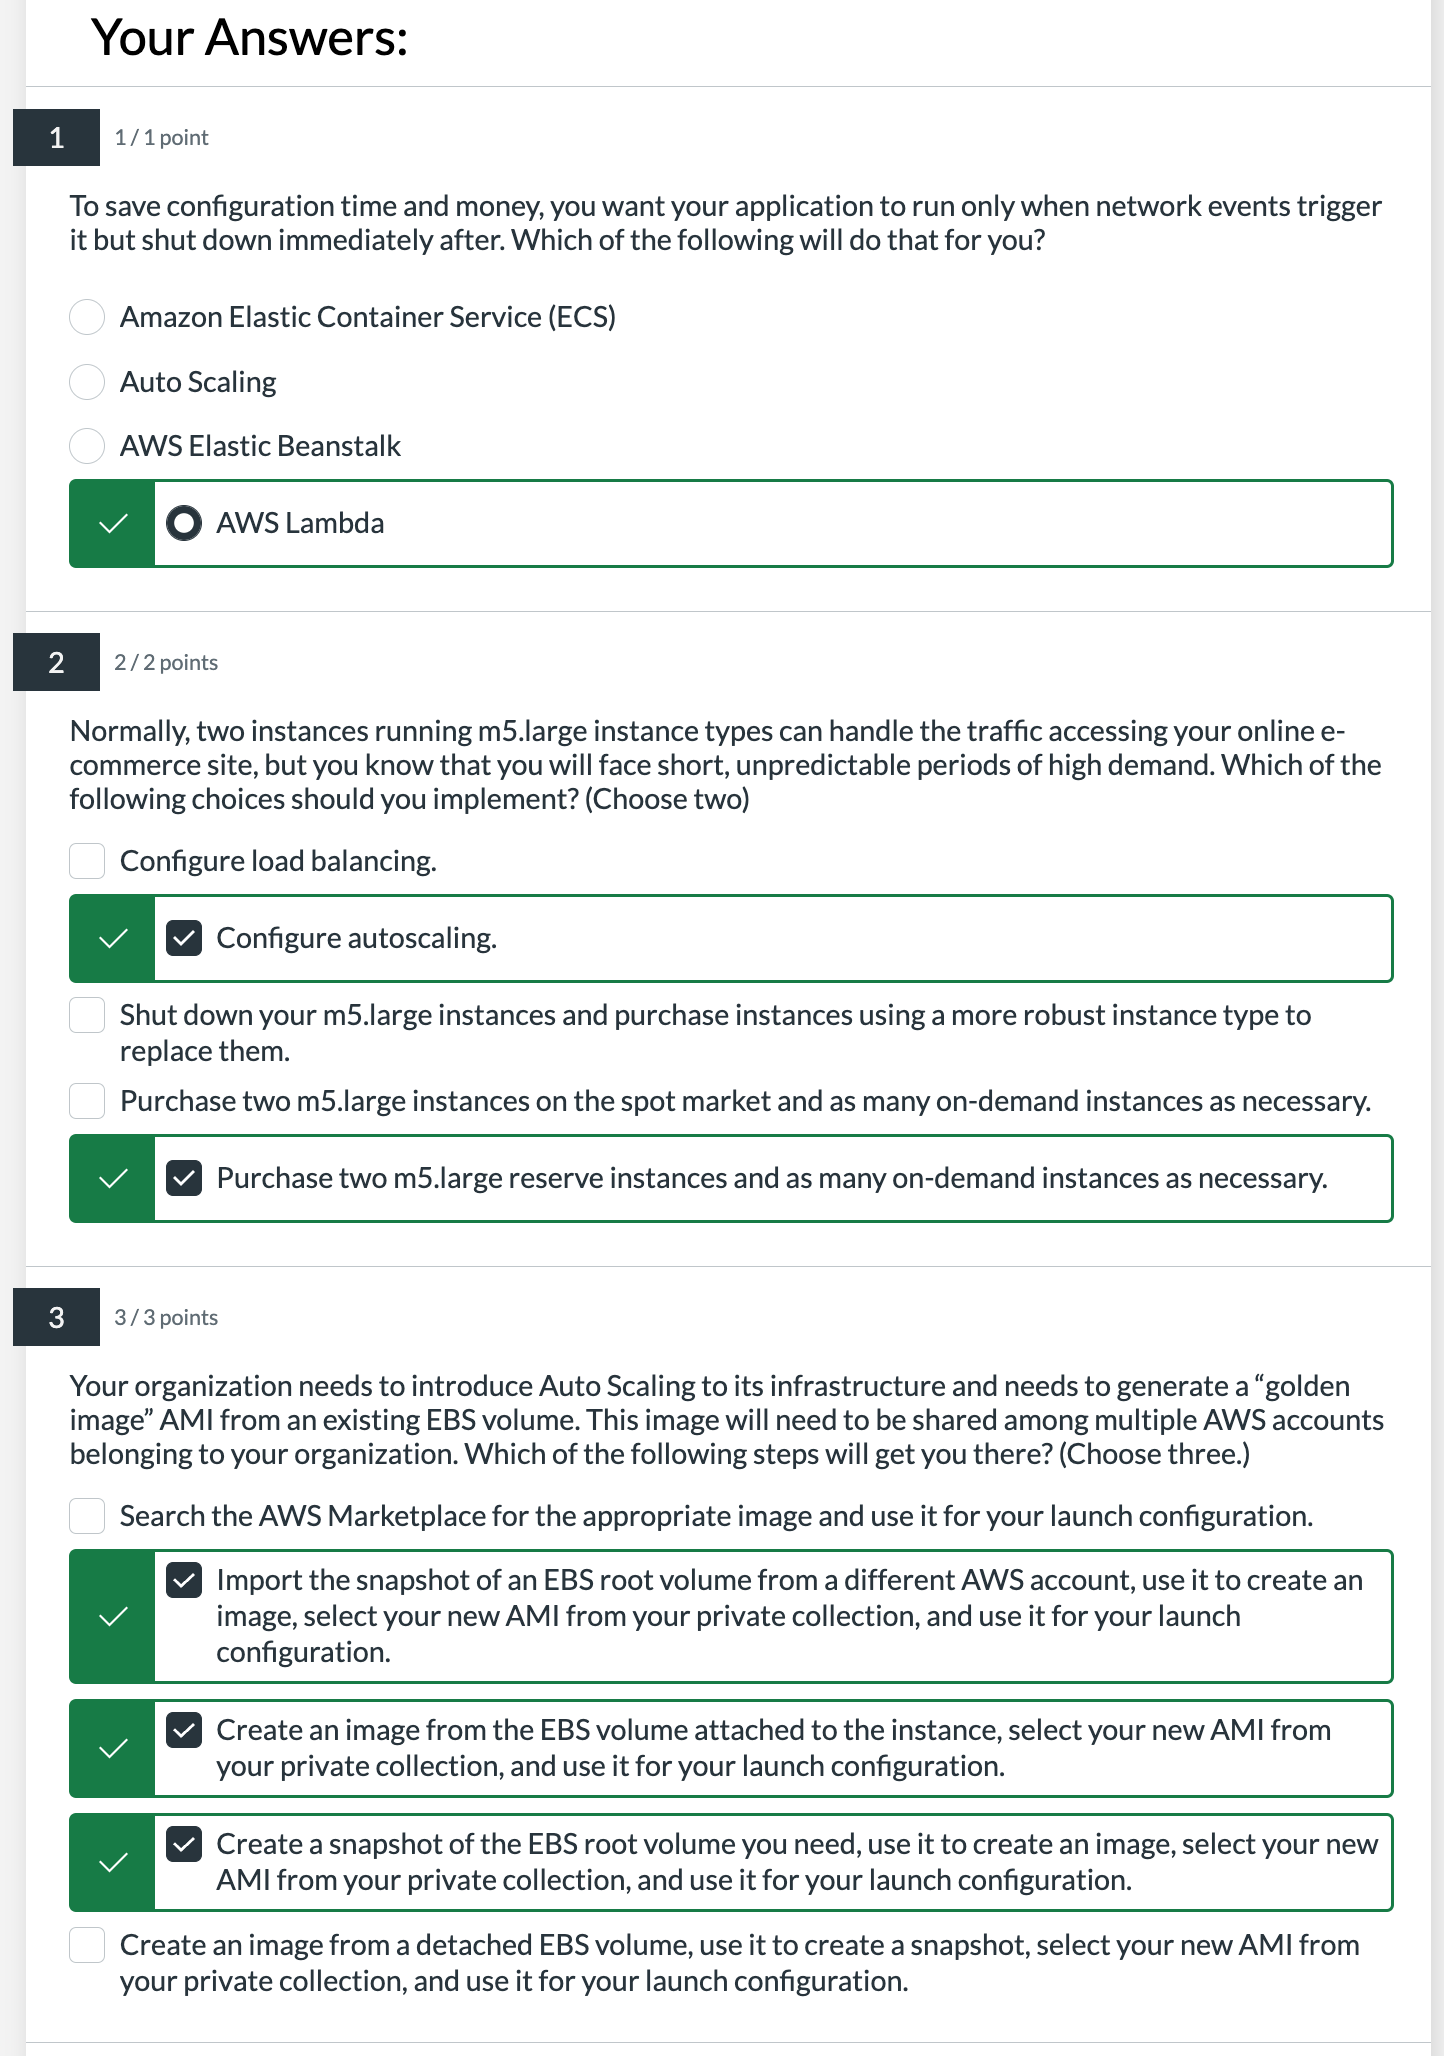 Your Answers:
1
1 / 1 point
To save configuration time and money, you want your application to run only when network events trigger
it but shut down immediately after. Which of the following will do that for you?
Amazon Elastic Container Service (ECS)
Auto Scaling
AWS Elastic Beanstalk
AWS Lambda
2
2 / 2 points
Normally, two instances running m5.large instance types can handle the traffic accessing your online e-
commerce site, but you know that you will face short, unpredictable periods of high demand. Which of the
following choices should you implement? (Choose two)
Configure load balancing.
Configure autoscaling.
Shut down your m5.large instances and purchase instances using a more robust instance type to
replace them.
Purchase two m5.large instances on the spot market and as many on-demand instances as necessary.
Purchase two m5.large reserve instances and as many on-demand instances as necessary.
3
3 / 3 points
Your organization needs to introduce Auto Scaling to its infrastructure and needs to generate a “golden
image” AMI from an existing EBS volume. This image will need to be shared among multiple AWS accounts
belonging to your organization. Which of the following steps will get you there? (Choose three.)
Search the AWS Marketplace for the appropriate image and use it for your launch configuration.
Import the snapshot of an EBS root volume from a different AWS account, use it to create an
image, select your new AMI from your private collection, and use it for your launch
configuration.
Create an image from the EBS volume attached to the instance, select your new AMI from
your private collection, and use it for your launch configuration.
Create a snapshot of the EBS root volume you need, use it to create an image, select your new
AMI from your private collection, and use it for your launch configuration.
Create an image from a detached EBS volume, use it to create a snapshot, select your new AMI from
your private collection, and use it for your launch configuration.